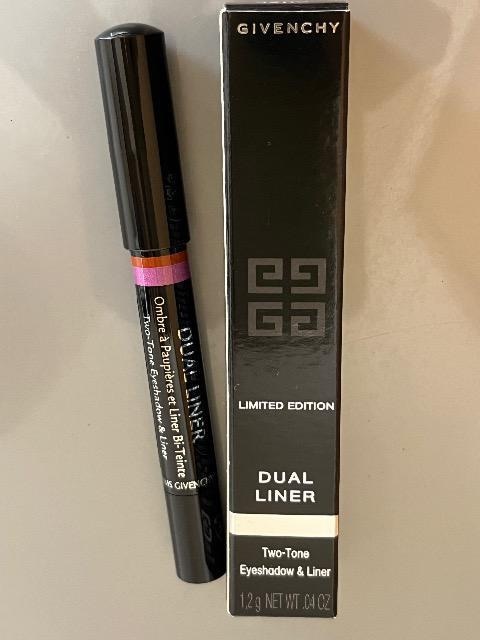 GIVENCHY
LIMITED EDITION
DUAL
LINER
Two-Tone
Eyeshadow & Liner
1,2 g NET WT .04 OZ
DUAL LINER
Ombre à Paupières et Liner Bi-Teinte
Two-Tone Eyeshadow & Liner